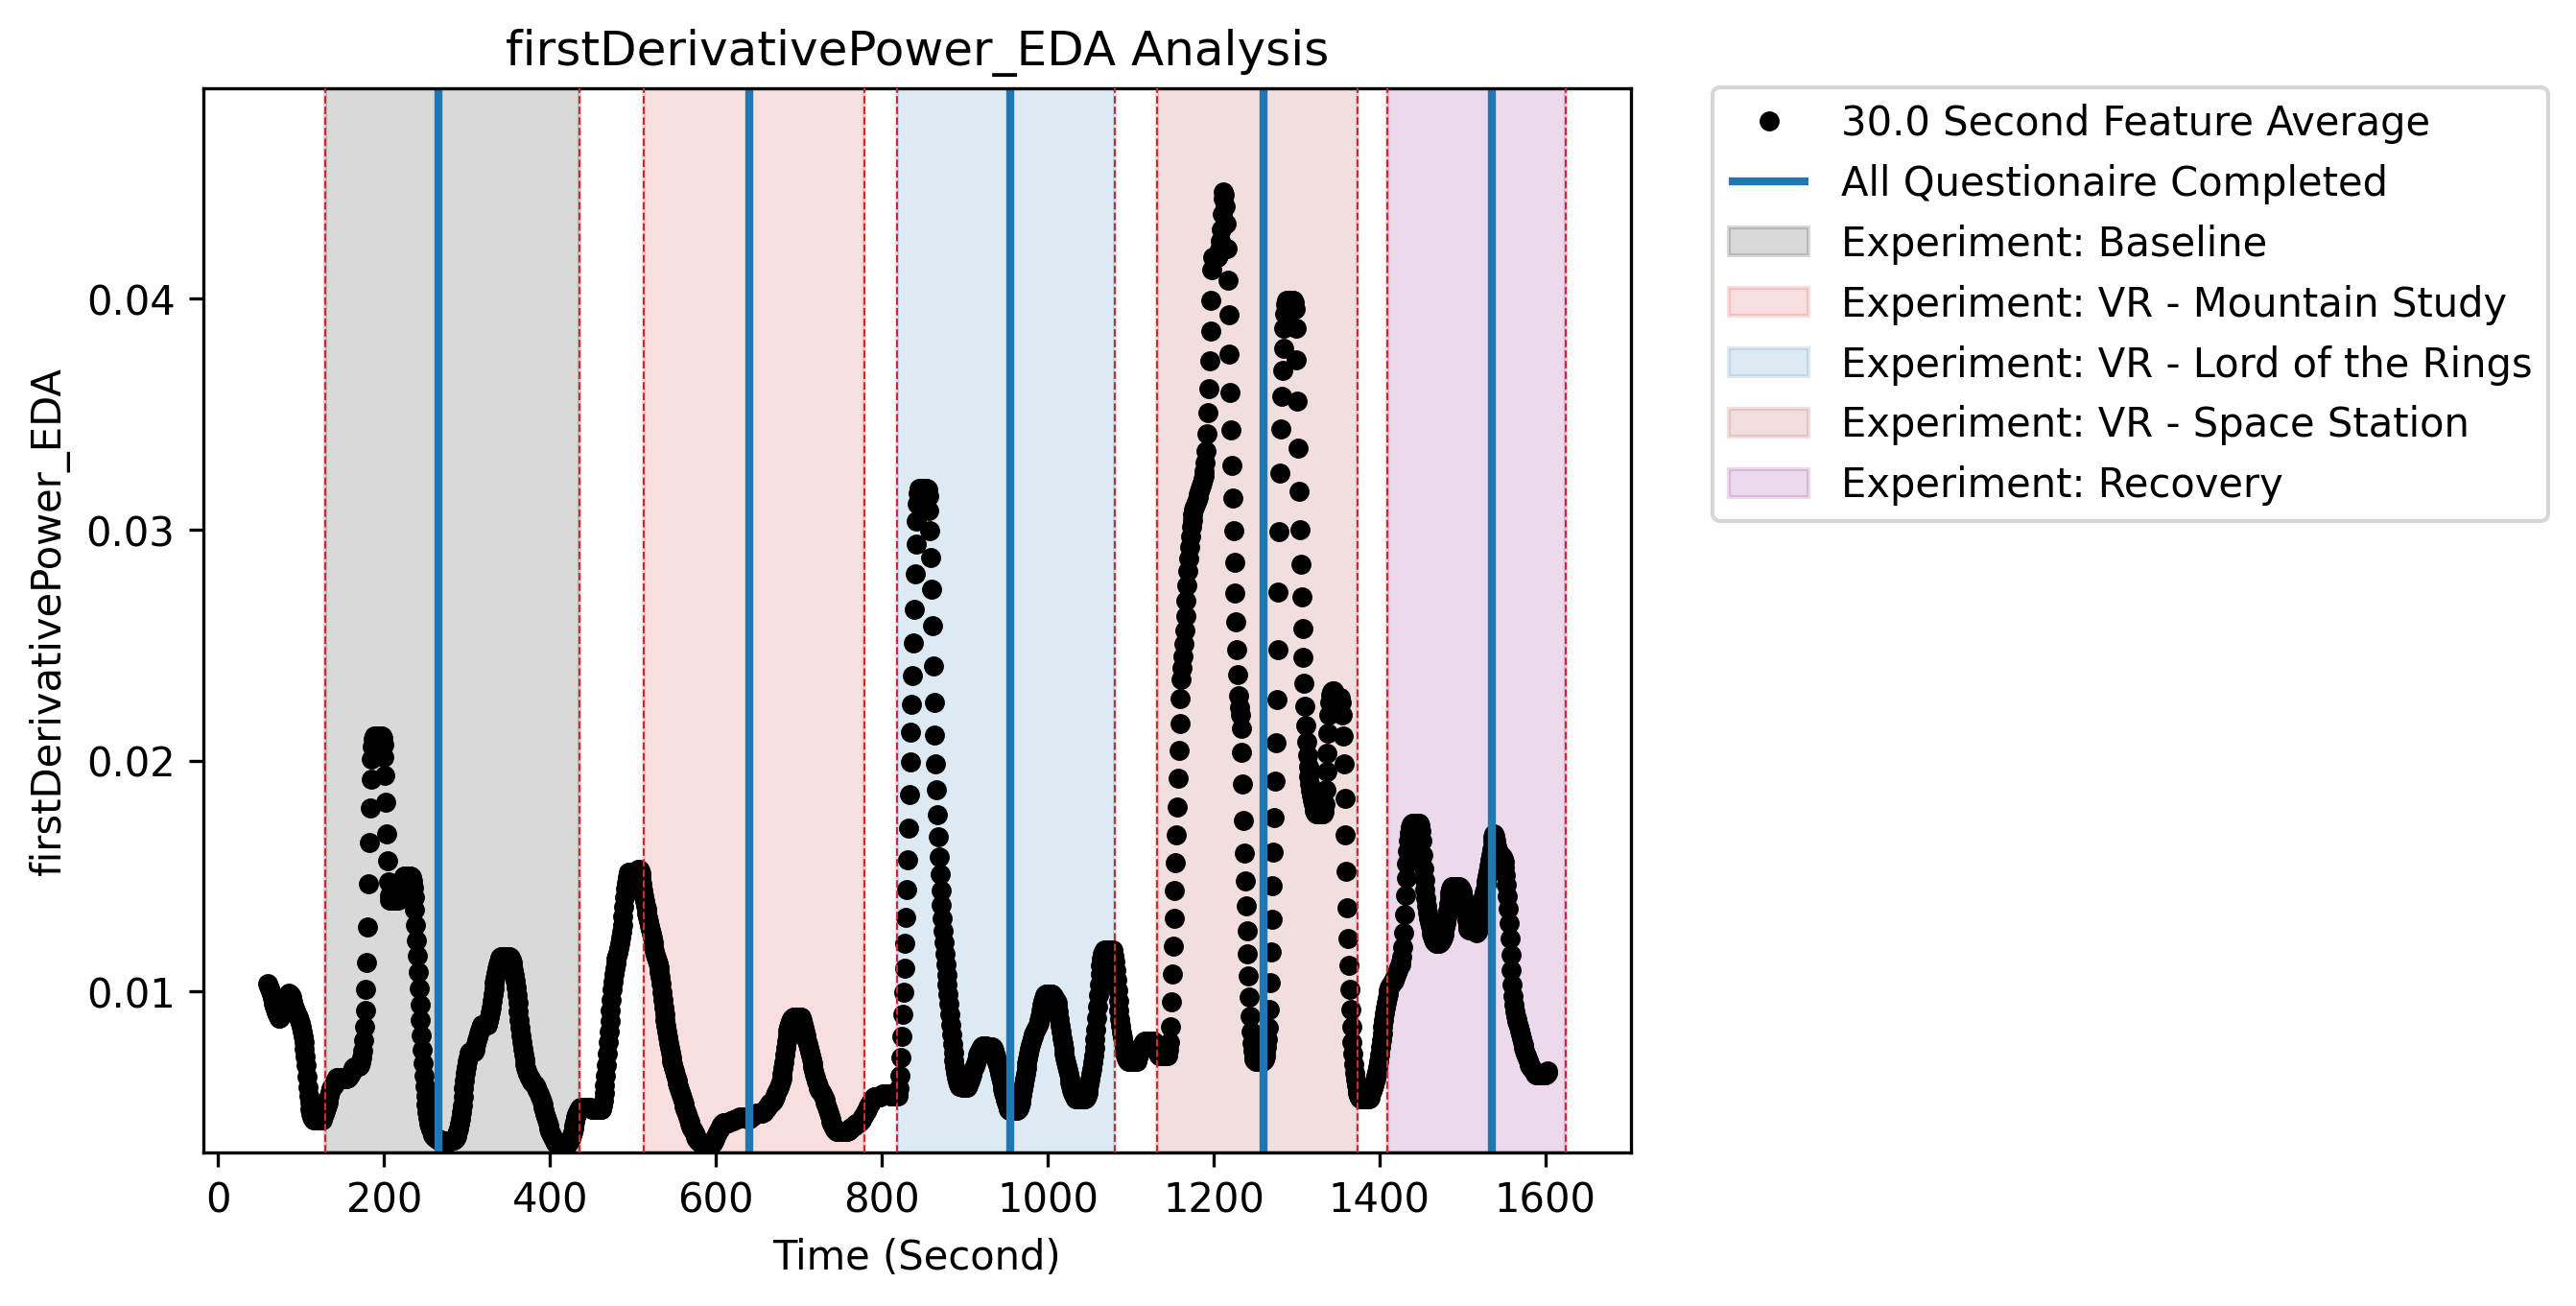 firstDerivativePower_EDA Analysis
30.0 Second Feature Average
All Questionaire Completed
Experiment: Baseline
Experiment: VR - Mountain Study
Experiment: VR - Lord of the Rings
Experiment: VR - Space Station
Experiment: Recovery
firstDerivativePower_EDA
0.04
0.03
0.02
0.01
0 200 400 600 800 1000 1200 1400 1600
Time (Second)